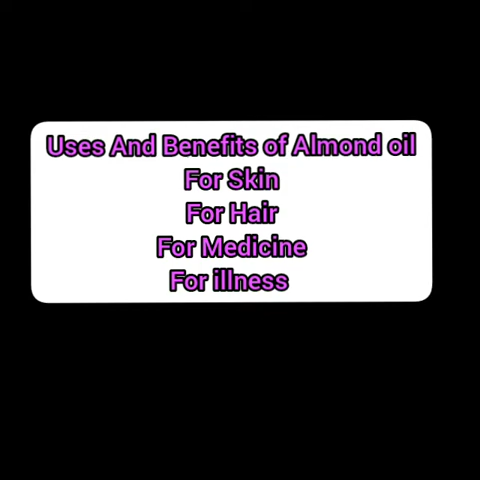 Uses And Benefits of Almond oil
For Skin
For Hair
For Medicine
For illness